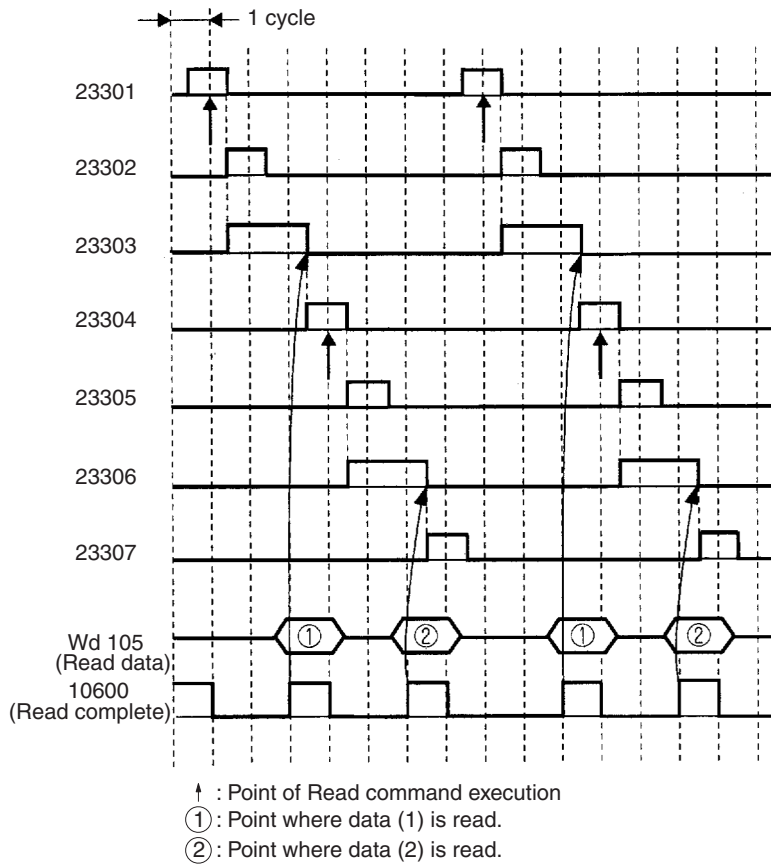 1 cycle
23301
23302
23303
23304
23305
23306
23307
① ② ① ②
Wd 105
(Read data)
10600
(Read complete)
: Point of Read command execution
① : Point where data (1) is read.
② : Point where data (2) is read.